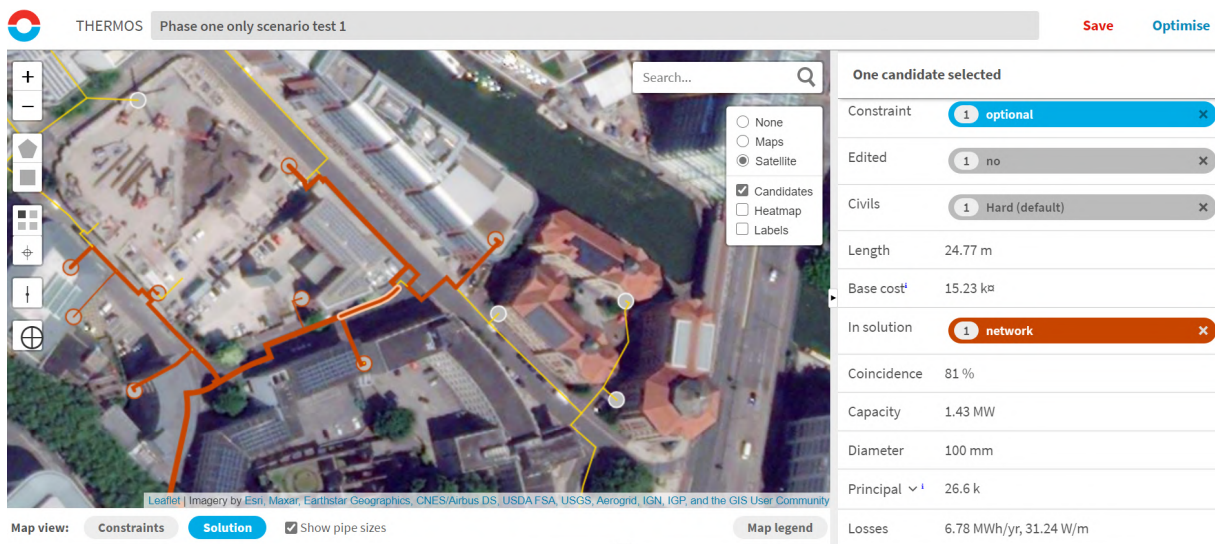 THERMOS Phase one only scenario test 1 Save Optimise
+
−
Search...
None
Maps
Satellite
Candidates
Heatmap
Labels
Leaflet | Imagery by Esri, Maxar, Earthstar Geographics, CNES/Airbus DS, USDA FSA, USGS, Aerogrid, IGN, IGP, and the GIS User Community
Map view: Constraints Solution Show pipe sizes Map legend
One candidate selected
Constraint 1 optional ×
Edited 1 no ×
Civils 1 Hard (default) ×
Length 24.77 m
Base costⁱ 15.23 k¤
In solution 1 network ×
Coincidence 81 %
Capacity 1.43 MW
Diameter 100 mm
Principal ⁱ 26.6 k
Losses 6.78 MWh/yr, 31.24 W/m